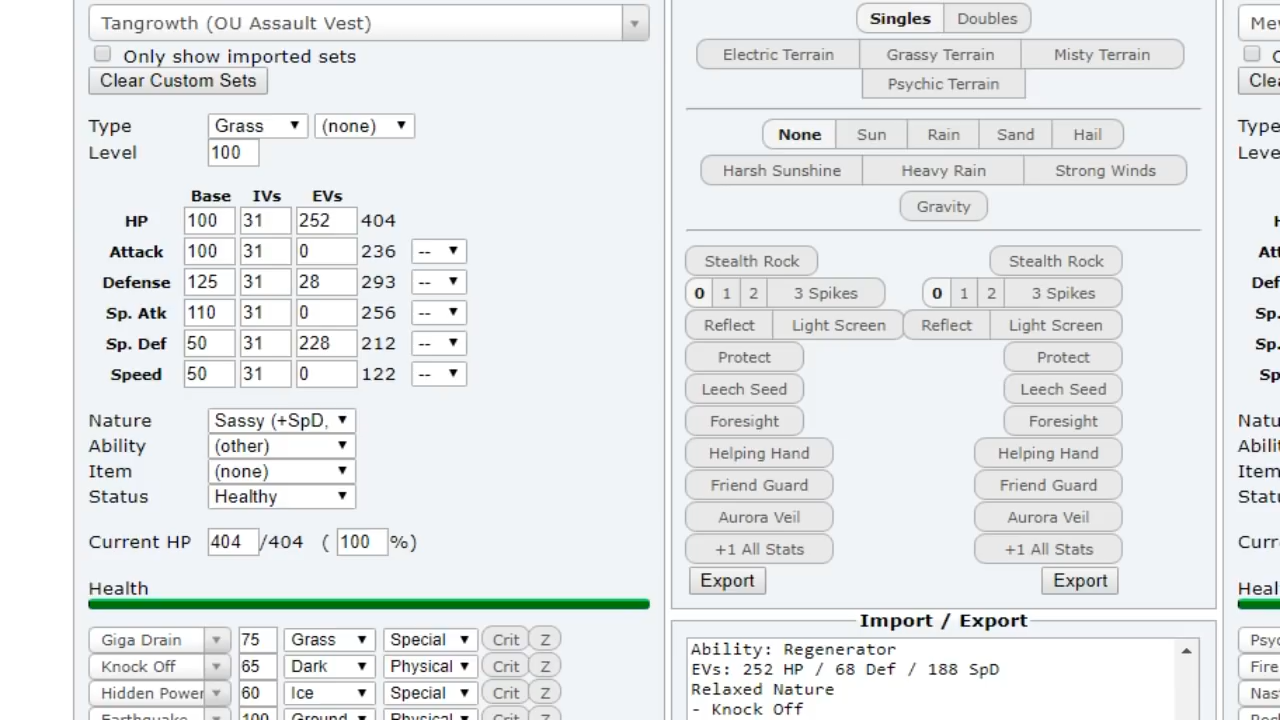 Tangrowth (OU Assault Vest)
Only show imported sets
Clear Custom Sets
Type Grass (none)
Level 100
Base IVs EVs
HP 100 31 252 404
Attack 100 31 0 236 --
Defense 125 31 28 293 --
Sp. Atk 110 31 0 256 --
Sp. Def 50 31 228 212 --
Speed 50 31 0 122 --
Nature Sassy (+SpD,
Ability (other)
Item (none)
Status Healthy
Current HP 404 /404 ( 100 %)
Health
Giga Drain 75 Grass Special Crit Z
Knock Off 65 Dark Physical Crit Z
Hidden Power 60 Ice Special Crit Z
Earthquake 100 Ground Physical Crit Z
Singles Doubles
Electric Terrain Grassy Terrain Misty Terrain
Psychic Terrain
None Sun Rain Sand Hail
Harsh Sunshine Heavy Rain Strong Winds
Gravity
Stealth Rock Stealth Rock
0 1 2 3 Spikes 0 1 2 3 Spikes
Reflect Light Screen Reflect Light Screen
Protect Protect
Leech Seed Leech Seed
Foresight Foresight
Helping Hand Helping Hand
Friend Guard Friend Guard
Aurora Veil Aurora Veil
+1 All Stats +1 All Stats
Export Export
Import / Export
Ability: Regenerator
EVs: 252 HP / 68 Def / 188 SpD
Relaxed Nature
- Knock Off
Type